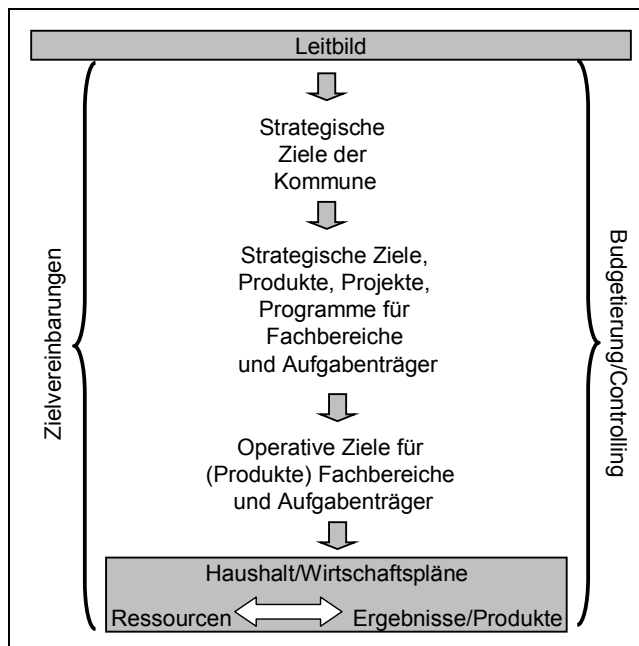 Leitbild
Strategische
Ziele der
Kommune
Strategische Ziele,
Produkte, Projekte,
Programme für
Fachbereiche
und Aufgabenträger
Operative Ziele für
(Produkte) Fachbereiche
und Aufgabenträger
Haushalt/Wirtschaftspläne
Ressourcen Ergebnisse/Produkte
Zielvereinbarungen
Budgetierung/Controlling